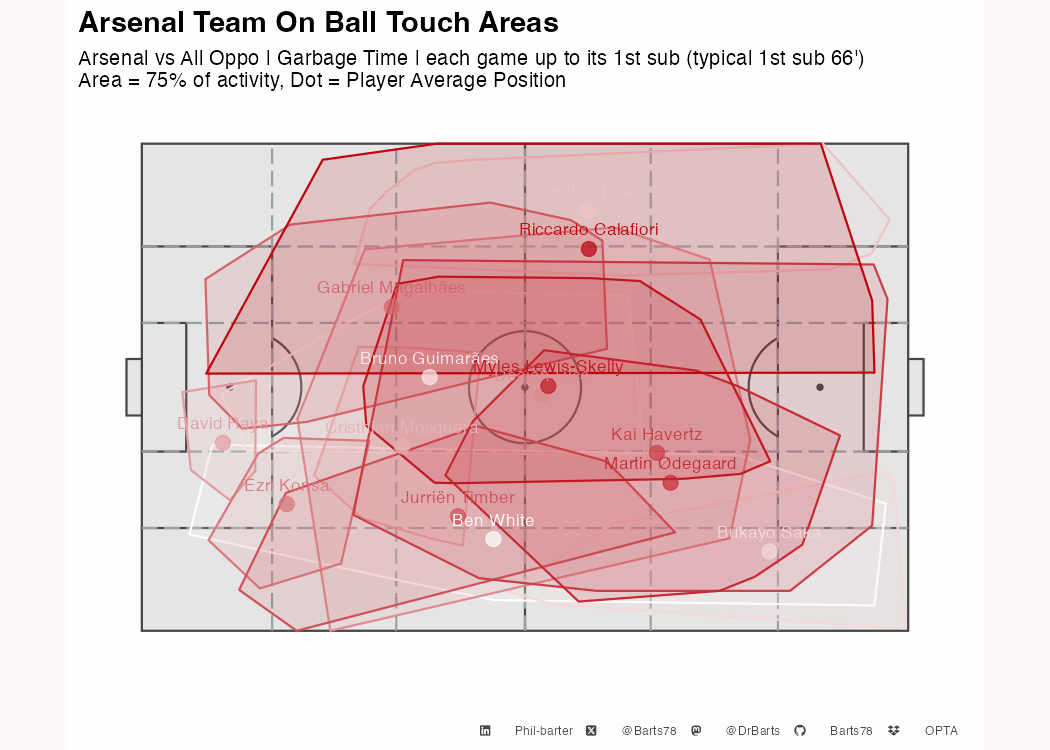 Arsenal Team On Ball Touch Areas
Arsenal vs All Oppo | Garbage Time | each game up to its 1st sub (typical 1st sub 66')
Area = 75% of activity, Dot = Player Average Position
Christos Tzolis
Riccardo Calafiori
Gabriel Magalhães
Bruno Guimarães
Myles Lewis-Skelly
David Raya
Cristhian Mosquera
Kai Havertz
Martin Ødegaard
Ezri Konsa
Jurriën Timber
Ben White
Bukayo Saka
Phil-barter @Barts78 @DrBarts Barts78 OPTA